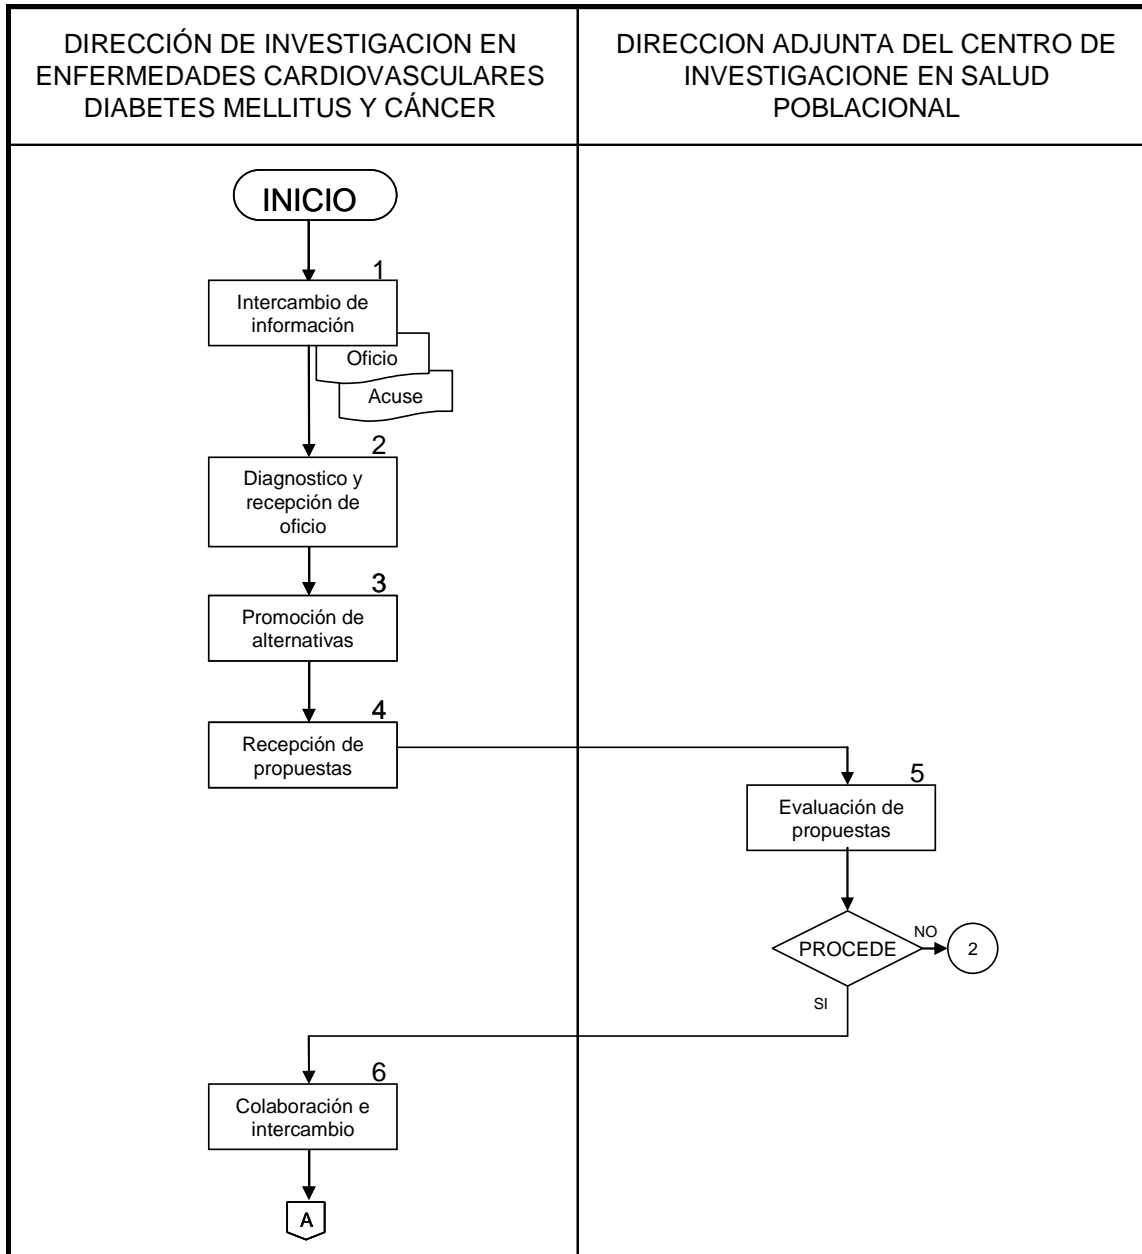 DIRECCIÓN DE INVESTIGACION EN
ENFERMEDADES CARDIOVASCULARES
DIABETES MELLITUS Y CÁNCER
DIRECCION ADJUNTA DEL CENTRO DE
INVESTIGACIONE EN SALUD
POBLACIONAL
INICIO
1
Intercambio de
información
Oficio
Acuse
2
Diagnostico y
recepción de
oficio
3
Promoción de
alternativas
4
Recepción de
propuestas
5
Evaluación de
propuestas
PROCEDE
NO
2
SI
6
Colaboración e
intercambio
A